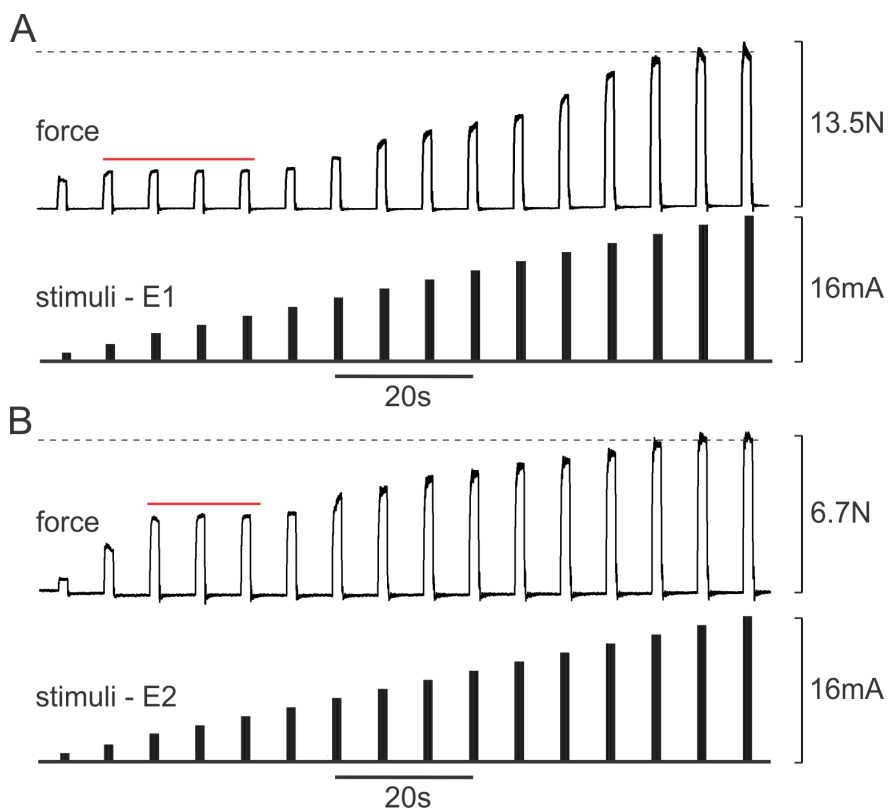 A
force
13.5N
stimuli - E1
16mA
20s
B
force
6.7N
stimuli - E2
16mA
20s